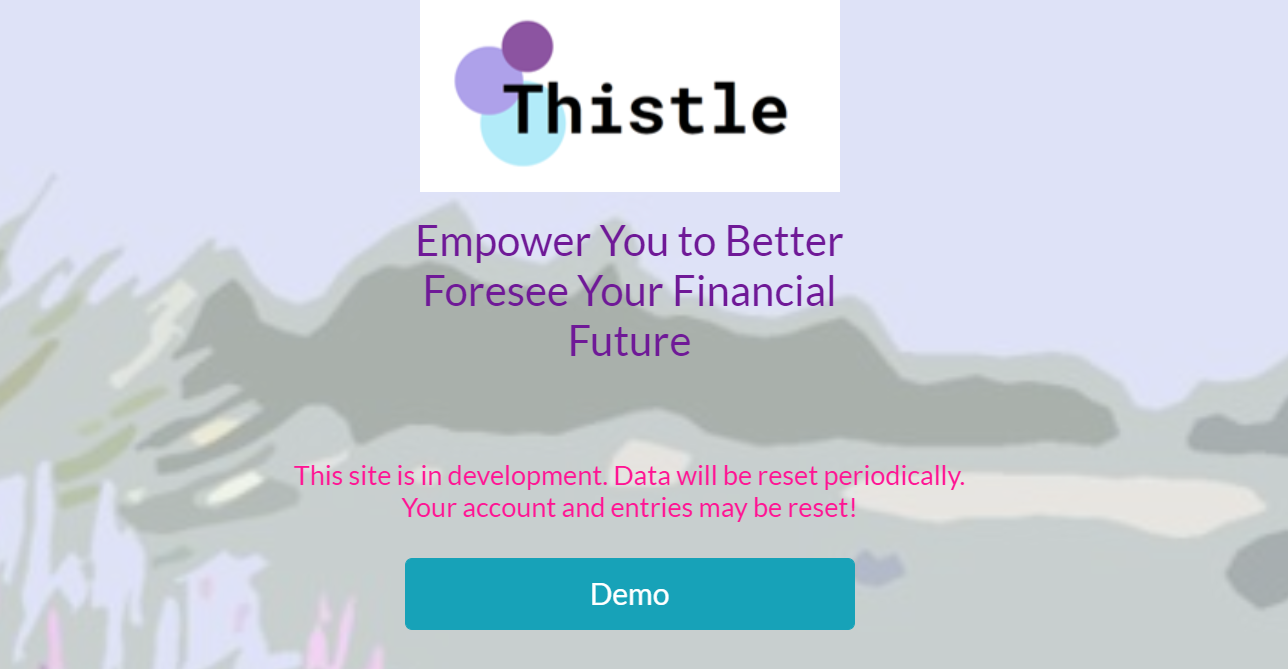 Thistle
Empower You to Better
Foresee Your Financial
Future
This site is in development. Data will be reset periodically.
Your account and entries may be reset!
Demo